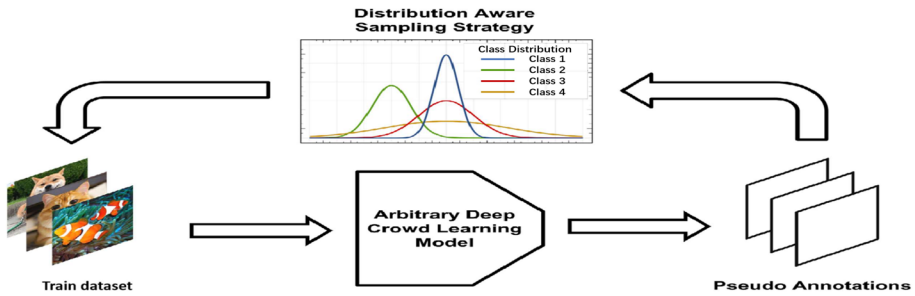 Distribution Aware
Sampling Strategy
Class Distribution
Class 1
Class 2
Class 3
Class 4
Arbitrary Deep
Crowd Learning
Model
Train dataset
Pseudo Annotations